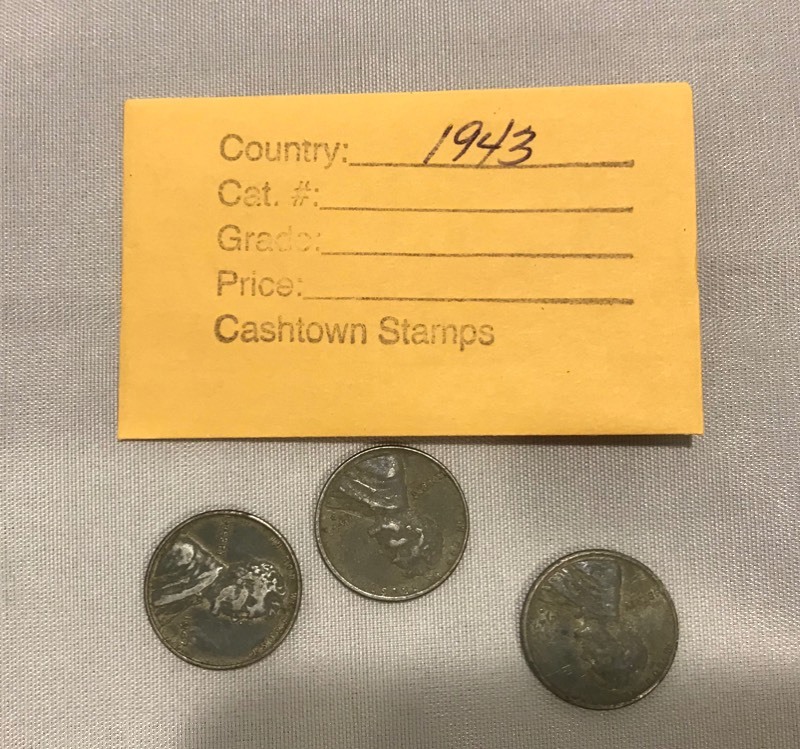 Country: 1943
Cat. #:
Grade:
Price:
Cashtown Stamps